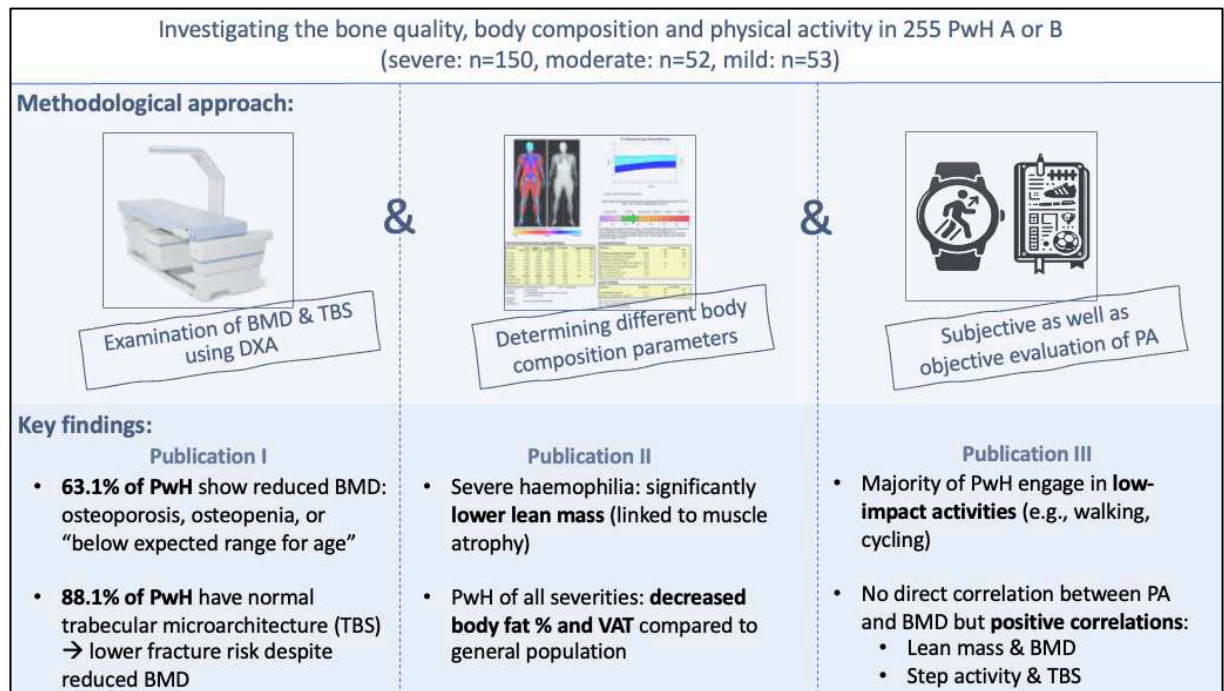 Investigating the bone quality, body composition and physical activity in 255 PwH A or B
(severe: n=150, moderate: n=52, mild: n=53)
Methodological approach:
&
&
Examination of BMD & TBS
using DXA
Determining different body
composition parameters
Subjective as well as
objective evaluation of PA
Key findings:
Publication I
• 63.1% of PwH show reduced BMD:
osteoporosis, osteopenia, or
“below expected range for age”
• 88.1% of PwH have normal
trabecular microarchitecture (TBS)
→ lower fracture risk despite
reduced BMD
Publication II
• Severe haemophilia: significantly
lower lean mass (linked to muscle
atrophy)
• PwH of all severities: decreased
body fat % and VAT compared to
general population
Publication III
• Majority of PwH engage in low-
impact activities (e.g., walking,
cycling)
• No direct correlation between PA
and BMD but positive correlations:
• Lean mass & BMD
• Step activity & TBS